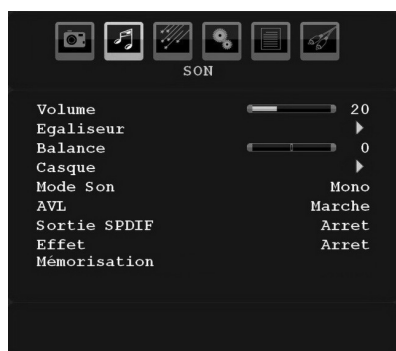 SON
Volume 20
Egaliseur
Balance 0
Casque
Mode Son Mono
AVL Marche
Sortie SPDIF Arret
Effet Arret
Mémorisation